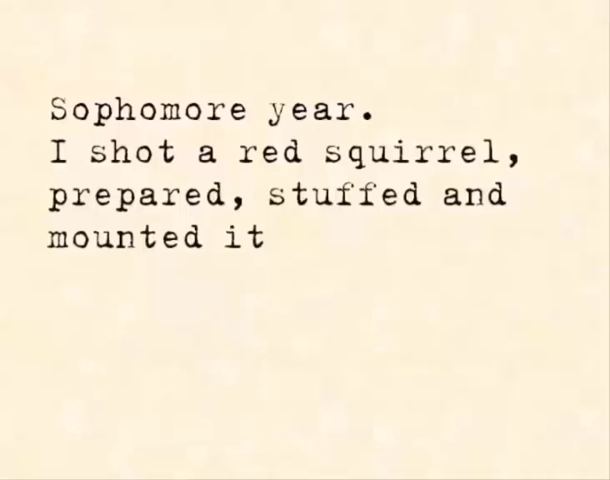 Sophomore year.
I shot a red squirrel,
prepared, stuffed and
mounted it